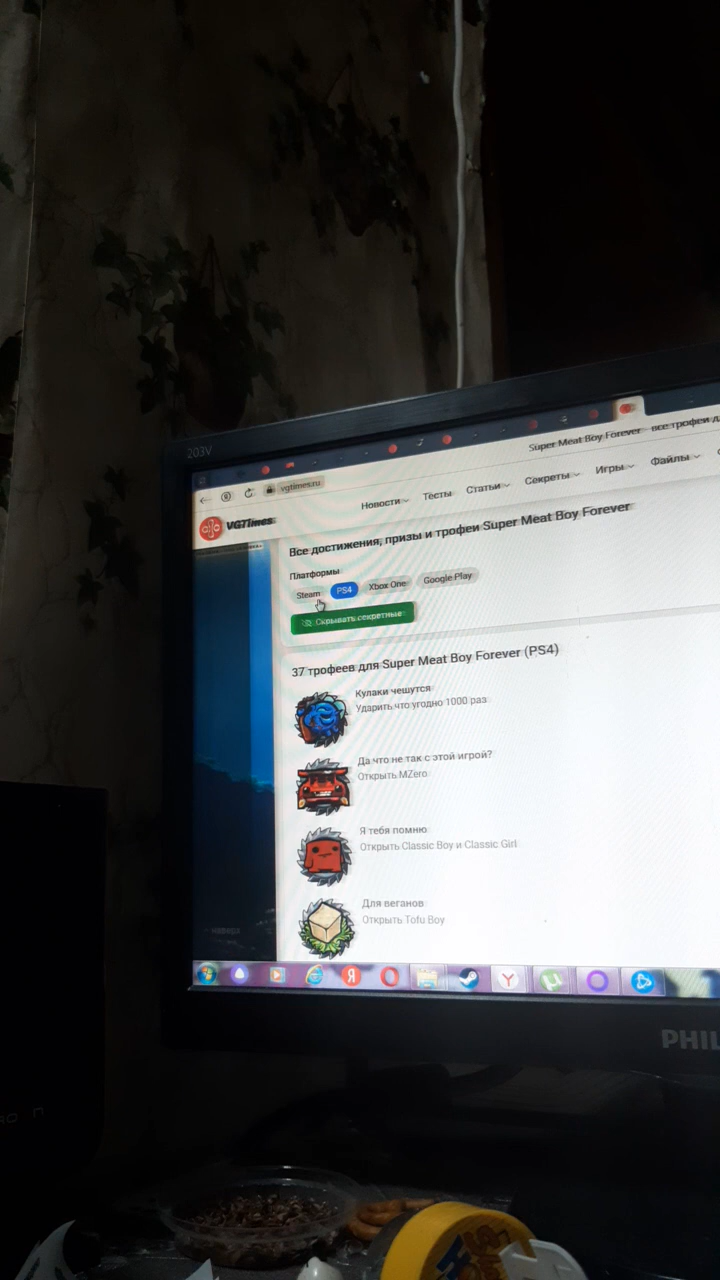 203V
Super Meat Boy Forever все трофеи
vgtimes.ru
VGTimes
Новости
Тесты
Статьи
Секреты
Игры
Файлы
Все достижения, призы и трофеи Super Meat Boy Forever
Платформы
Steam
PS4
Xbox One
Google Play
Скрывать секретные
37 трофеев для Super Meat Boy Forever (PS4)
Кулаки чешутся
Ударить что угодно 1000 раз
Да что не так с этой игрой?
Открыть MZero
Я тебя помню
Открыть Classic Boy и Classic Girl
Для веганов
Открыть Tofu Boy
наверх
PHIL